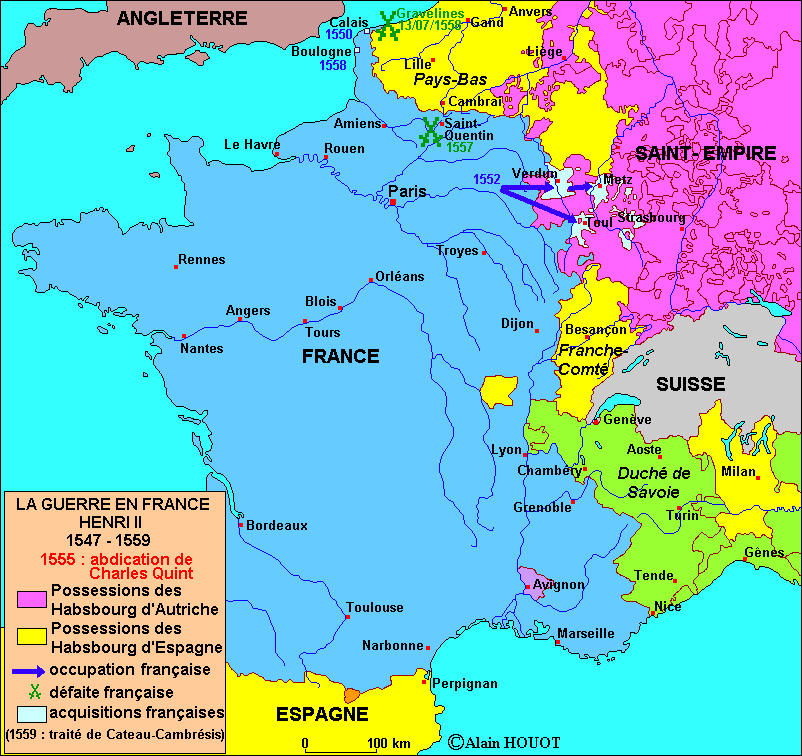 ANGLETERRE
Calais
1550
Boulogne
1558
Gravelines
13/07/1558
Anvers
Gand
Liège
Lille
Pays-Bas
Cambrai
Amiens
Saint-
Quentin
1557
Le Havre
Rouen
SAINT-EMPIRE
Verdun
Metz
1552
Paris
Toul
Strasbourg
Rennes
Troyes
Orléans
Blois
Angers
Tours
Nantes
Dijon
Besançon
Franche-
Comté
FRANCE
SUISSE
Genève
Lyon
Aoste
Chambéry
Duché de
Savoie
Milan
Grenoble
Turin
Bordeaux
Gênes
Avignon
Tende
Nice
Toulouse
Marseille
Narbonne
Perpignan
ESPAGNE
0 100 km
©Alain HOUOT
LA GUERRE EN FRANCE
HENRI II
1547 - 1559
1555 : abdication de
Charles Quint
Possessions des
Habsbourg d'Autriche
Possessions des
Habsbourg d'Espagne
occupation française
défaite française
acquisitions françaises
(1559 : traité de Cateau-Cambrésis)